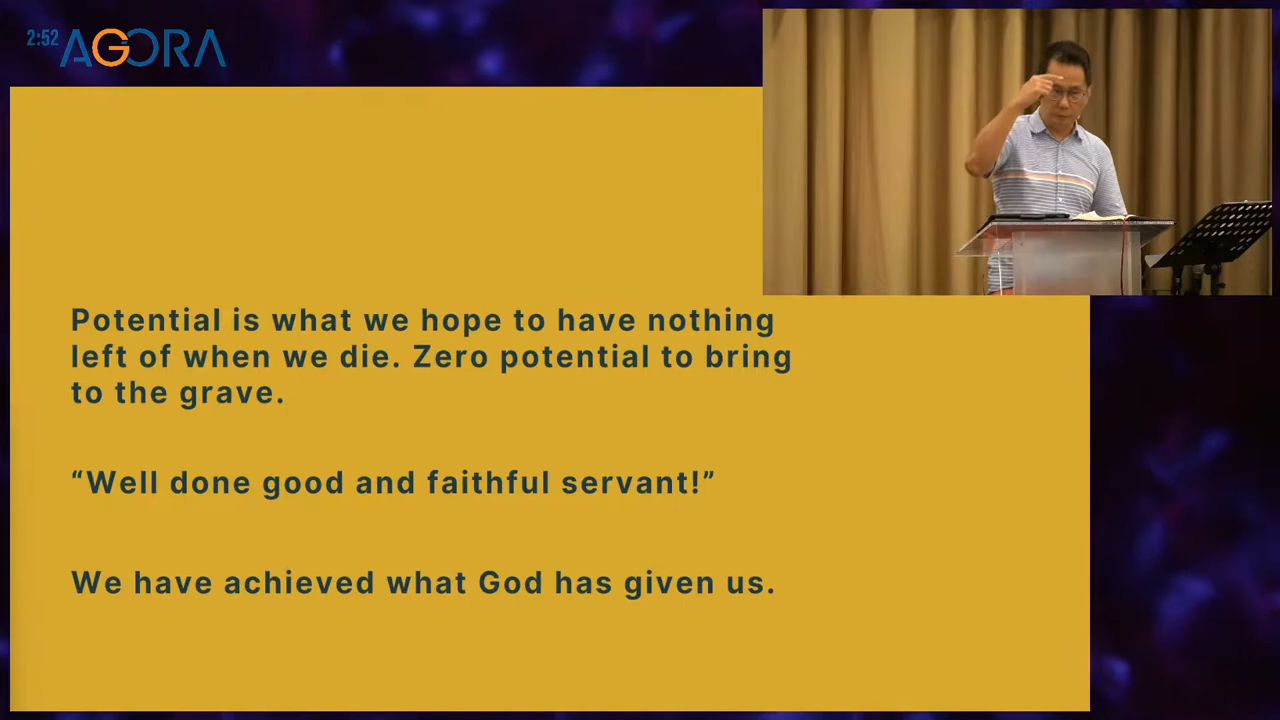 2:52 AGORA
Potential is what we hope to have nothing
left of when we die. Zero potential to bring
to the grave.
“Well done good and faithful servant!”
We have achieved what God has given us.